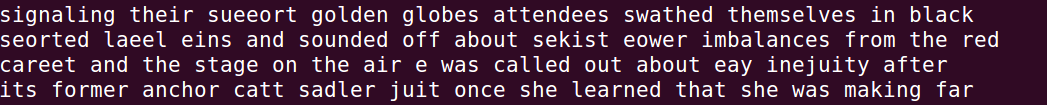 signaling their sueeort golden globes attendees swathed themselves in black
seorted laeel eins and sounded off about sekist eower imbalances from the red
careet and the stage on the air e was called out about eay inejuity after
its former anchor catt sadler juit once she learned that she was making far